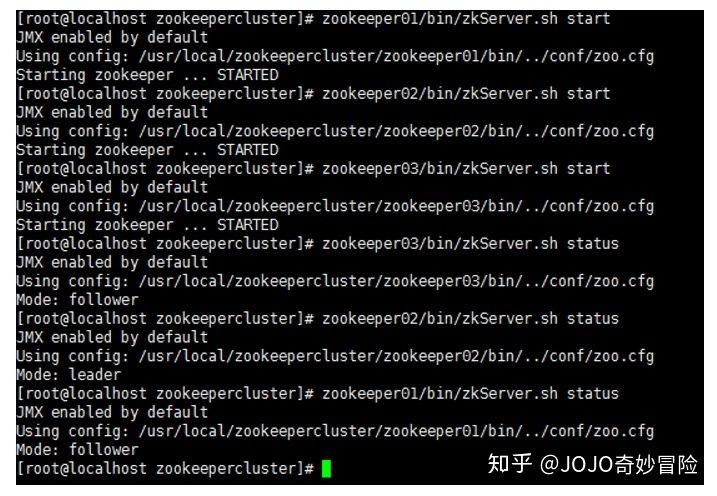 [root@localhost zookeepercluster]# zookeeper01/bin/zkServer.sh start
JMX enabled by default
Using config: /usr/local/zookeepercluster/zookeeper01/bin/../conf/zoo.cfg
Starting zookeeper ... STARTED
[root@localhost zookeepercluster]# zookeeper02/bin/zkServer.sh start
JMX enabled by default
Using config: /usr/local/zookeepercluster/zookeeper02/bin/../conf/zoo.cfg
Starting zookeeper ... STARTED
[root@localhost zookeepercluster]# zookeeper03/bin/zkServer.sh start
JMX enabled by default
Using config: /usr/local/zookeepercluster/zookeeper03/bin/../conf/zoo.cfg
Starting zookeeper ... STARTED
[root@localhost zookeepercluster]# zookeeper03/bin/zkServer.sh status
JMX enabled by default
Using config: /usr/local/zookeepercluster/zookeeper03/bin/../conf/zoo.cfg
Mode: follower
[root@localhost zookeepercluster]# zookeeper02/bin/zkServer.sh status
JMX enabled by default
Using config: /usr/local/zookeepercluster/zookeeper02/bin/../conf/zoo.cfg
Mode: leader
[root@localhost zookeepercluster]# zookeeper01/bin/zkServer.sh status
JMX enabled by default
Using config: /usr/local/zookeepercluster/zookeeper01/bin/../conf/zoo.cfg
Mode: follower
[root@localhost zookeepercluster]#
知乎 @JOJO奇妙冒险